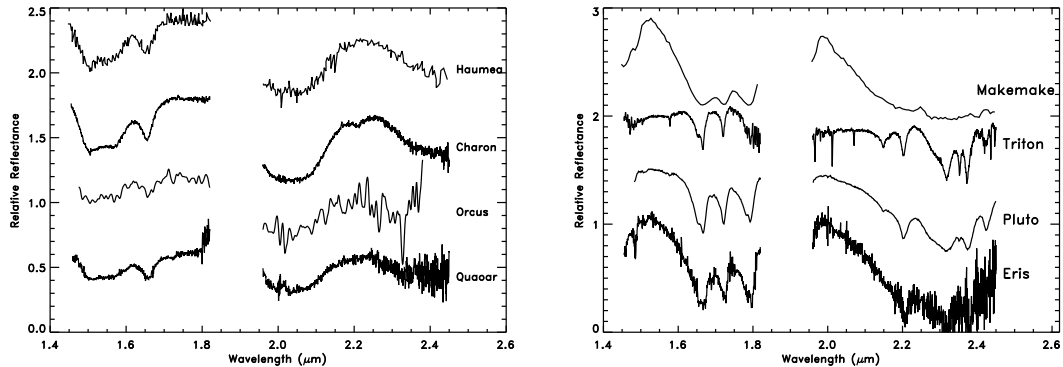 2.5
2.0
1.5
1.0
0.5
0.0
Relative Reflectance
Haumea
Charon
Orcus
Quaoar
1.4 1.6 1.8 2.0 2.2 2.4 2.6
Wavelength (μm)
3
2
1
0
Relative Reflectance
Makemake
Triton
Pluto
Eris
1.4 1.6 1.8 2.0 2.2 2.4 2.6
Wavelength (μm)